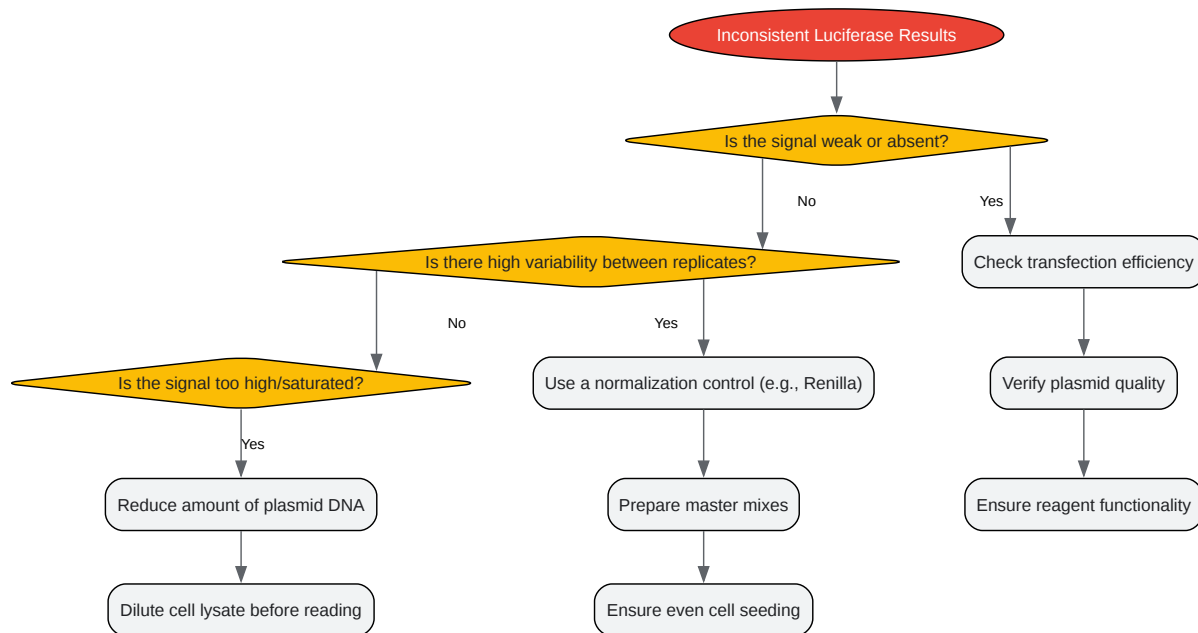 Inconsistent Luciferase Results
Is the signal weak or absent?
No
Yes
Is there high variability between replicates?
Check transfection efficiency
No
Yes
Is the signal too high/saturated?
Use a normalization control (e.g., Renilla)
Verify plasmid quality
Yes
Reduce amount of plasmid DNA
Prepare master mixes
Ensure reagent functionality
Dilute cell lysate before reading
Ensure even cell seeding